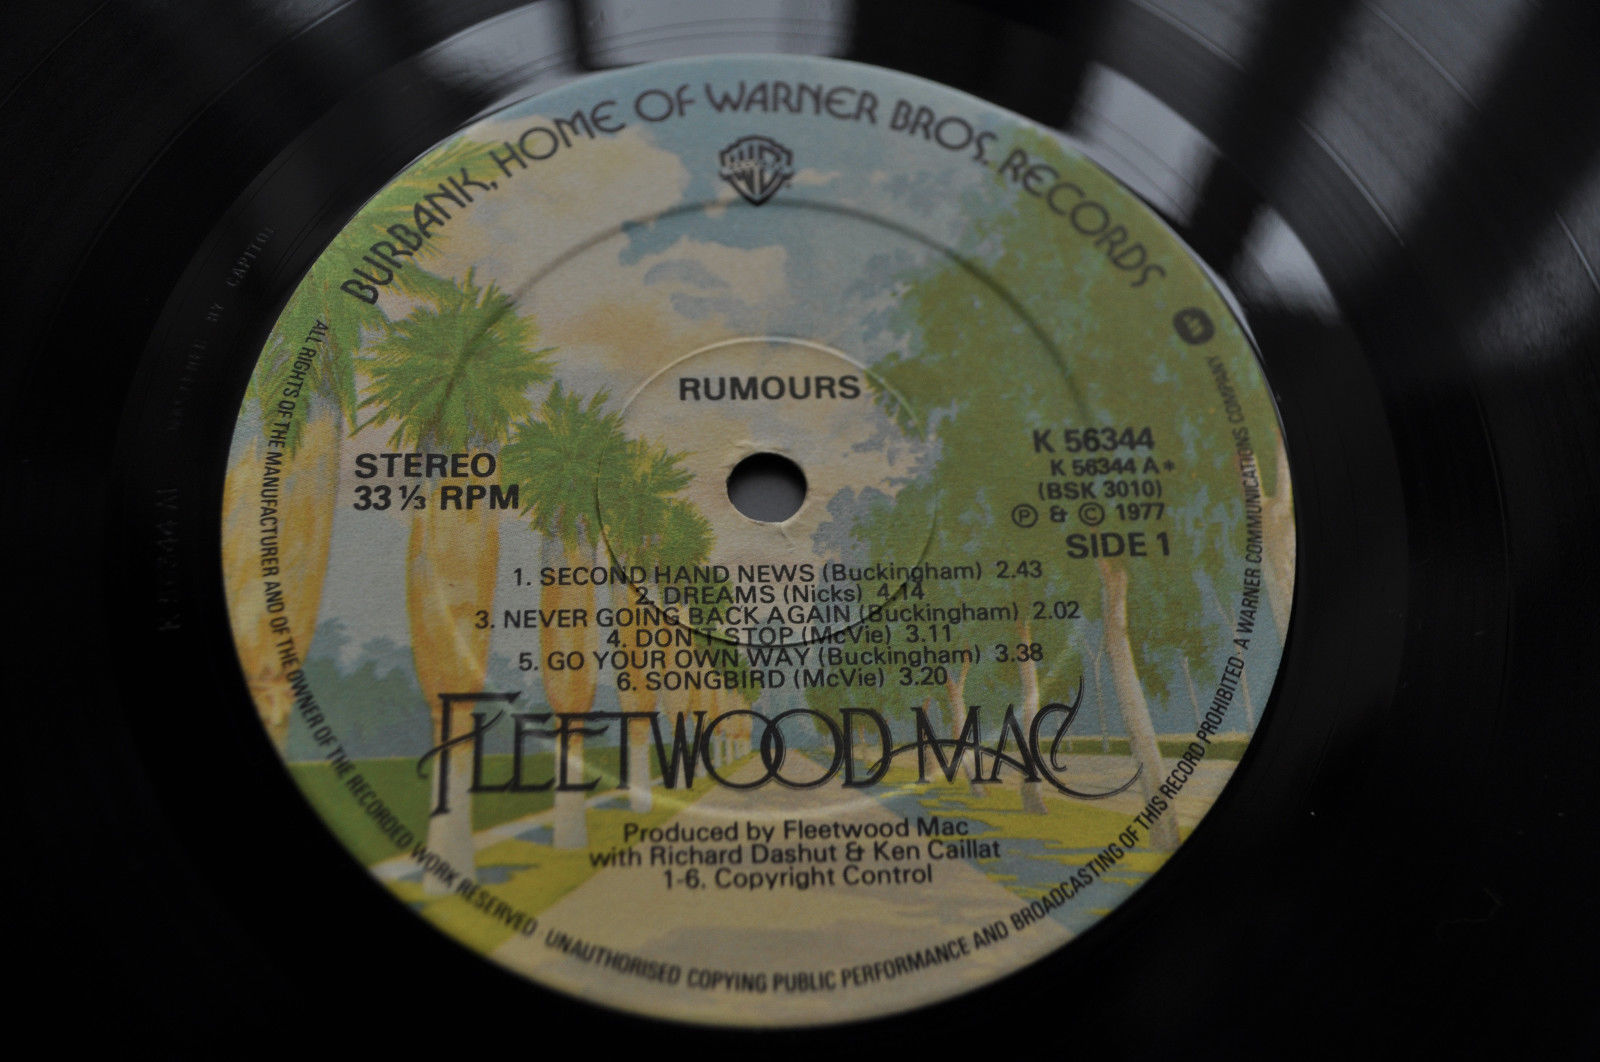 BURBANK, HOME OF WARNER BROS. RECORDS
RUMOURS
STEREO
33 ⅓ RPM
K 56344
K 56344 A*
(BSK 3010)
Ⓟ & © 1977
SIDE 1
1. SECOND HAND NEWS (Buckingham) 2.43
2. DREAMS (Nicks) 4.14
3. NEVER GOING BACK AGAIN (Buckingham) 2.02
4. DON'T STOP (McVie) 3.11
5. GO YOUR OWN WAY (Buckingham) 3.38
6. SONGBIRD (McVie) 3.20
FLEETWOOD MAC
Produced by Fleetwood Mac
with Richard Dashut & Ken Caillat
1-6. Copyright Control
ALL RIGHTS OF THE MANUFACTURER AND OF THE OWNER OF THE RECORDED WORK RESERVED UNAUTHORISED COPYING PUBLIC PERFORMANCE AND BROADCASTING OF THIS RECORD PROHIBITED · A WARNER COMMUNICATIONS COMPANY
BY CAPITOL